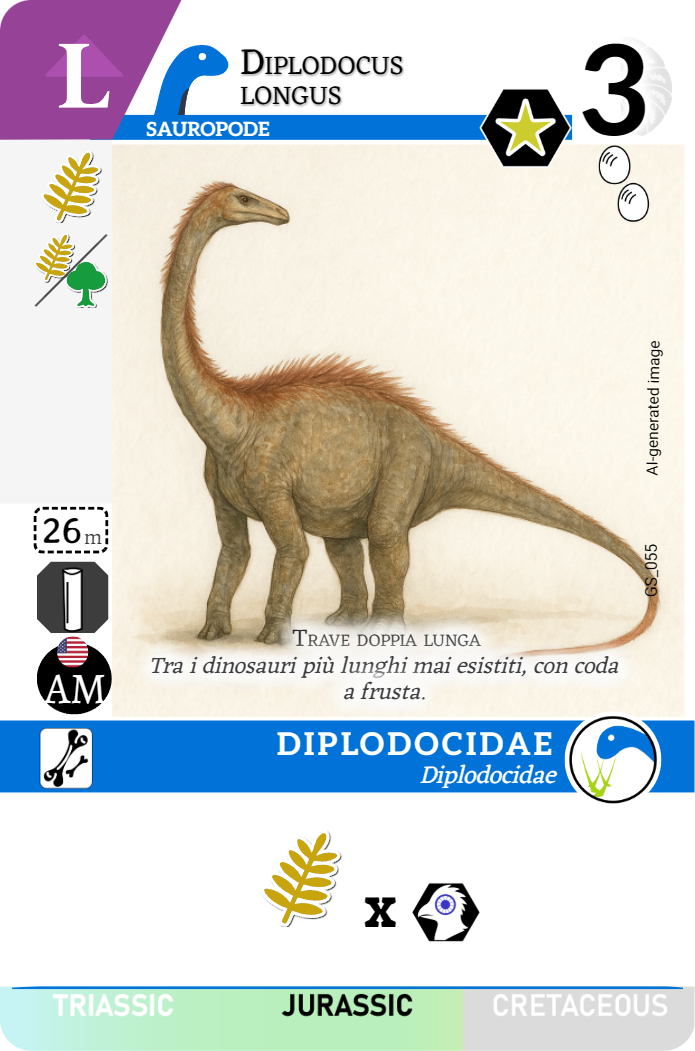 L
Diplodocus
longus
3
SAUROPODE
AI-generated image
GS_055
26 m
AM
Trave doppia lunga
Tra i dinosauri più lunghi mai esistiti, con coda
a frusta.
DIPLODOCIDAE
Diplodocidae
x
TRIASSIC JURASSIC CRETACEOUS